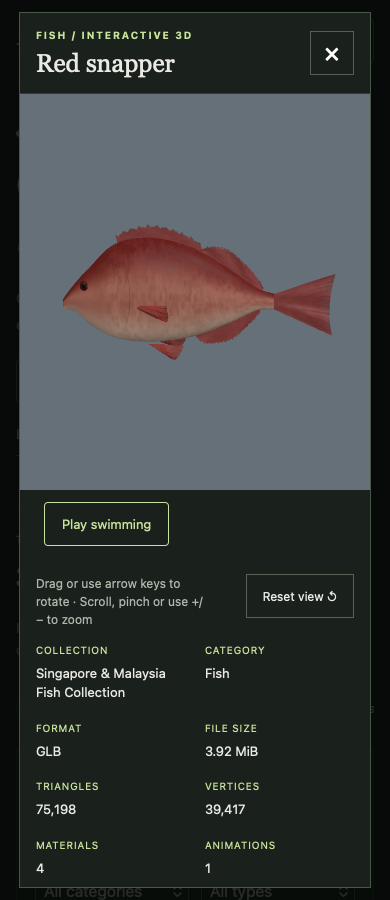 FISH / INTERACTIVE 3D
Red snapper
×
Play swimming
Drag or use arrow keys to
rotate · Scroll, pinch or use +/
− to zoom
Reset view ↺
COLLECTION
Singapore & Malaysia
Fish Collection
CATEGORY
Fish
FORMAT
GLB
FILE SIZE
3.92 MiB
TRIANGLES
75,198
VERTICES
39,417
MATERIALS
4
ANIMATIONS
1
All categories
All types